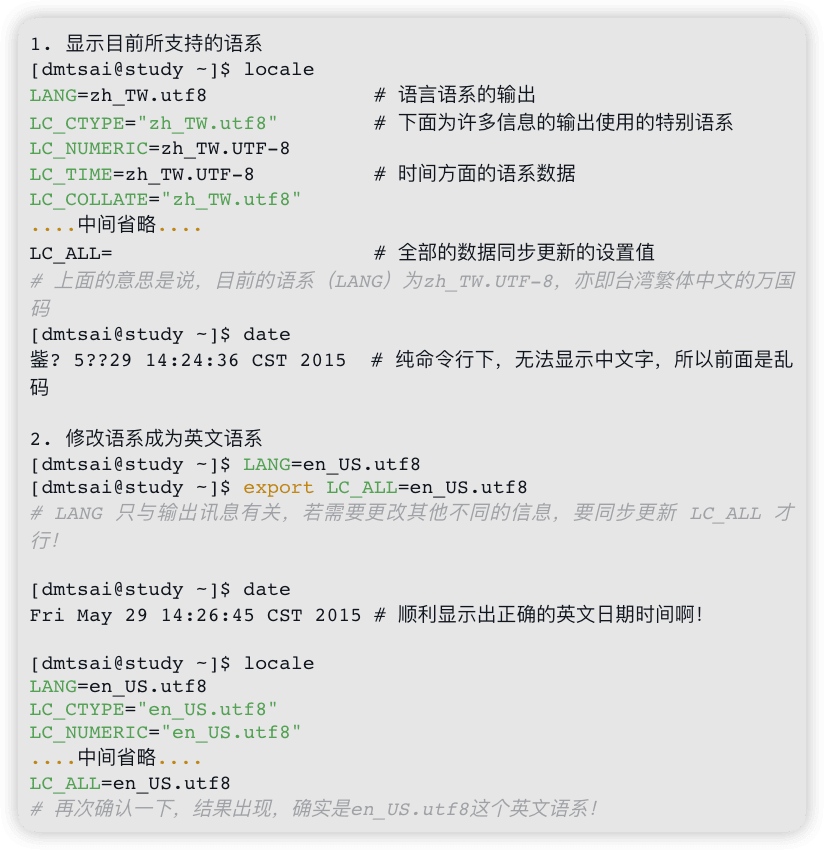 1. 显示目前所支持的语系
[dmtsai@study ~]$ locale
LANG=zh_TW.utf8              # 语言语系的输出
LC_CTYPE="zh_TW.utf8"        # 下面为许多信息的输出使用的特别语系
LC_NUMERIC=zh_TW.UTF-8
LC_TIME=zh_TW.UTF-8          # 时间方面的语系数据
LC_COLLATE="zh_TW.utf8"
....中间省略....
LC_ALL=                      # 全部的数据同步更新的设置值
# 上面的意思是说，目前的语系（LANG）为zh_TW.UTF-8，亦即台湾繁体中文的万国
码
[dmtsai@study ~]$ date
鈭? 5??29 14:24:36 CST 2015  # 纯命令行下，无法显示中文字，所以前面是乱
码
2. 修改语系成为英文语系
[dmtsai@study ~]$ LANG=en_US.utf8
[dmtsai@study ~]$ export LC_ALL=en_US.utf8
# LANG 只与输出讯息有关，若需要更改其他不同的信息，要同步更新 LC_ALL 才
行！
[dmtsai@study ~]$ date
Fri May 29 14:26:45 CST 2015 # 顺利显示出正确的英文日期时间啊！
[dmtsai@study ~]$ locale
LANG=en_US.utf8
LC_CTYPE="en_US.utf8"
LC_NUMERIC="en_US.utf8"
....中间省略....
LC_ALL=en_US.utf8
# 再次确认一下，结果出现，确实是en_US.utf8这个英文语系！